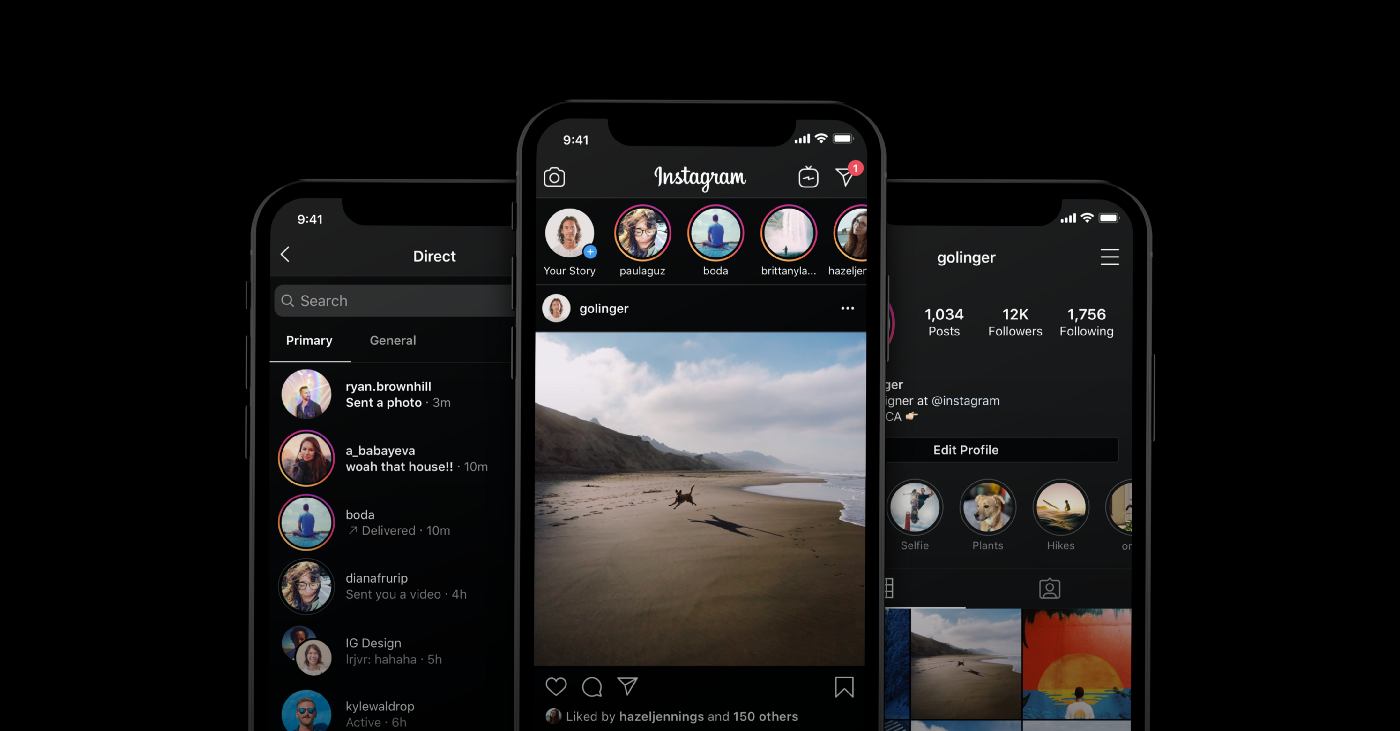 9:41
Direct
Search
Primary General
ryan.brownhill
Sent a photo · 3m
a_babayeva
woah that house!! · 10m
boda
Delivered · 10m
dianafrurip
Sent you a video · 4h
IG Design
lrjvr: hahaha · 5h
kylewaldrop
Active · 6h
9:41
Instagram
1
Your Story paulaguz boda brittanyla... hazeljen
golinger
Liked by hazeljennings and 150 others
golinger
1,034 12K 1,756
Posts Followers Following
ger
igner at @instagram
CA
Edit Profile
Selfie Plants Hikes